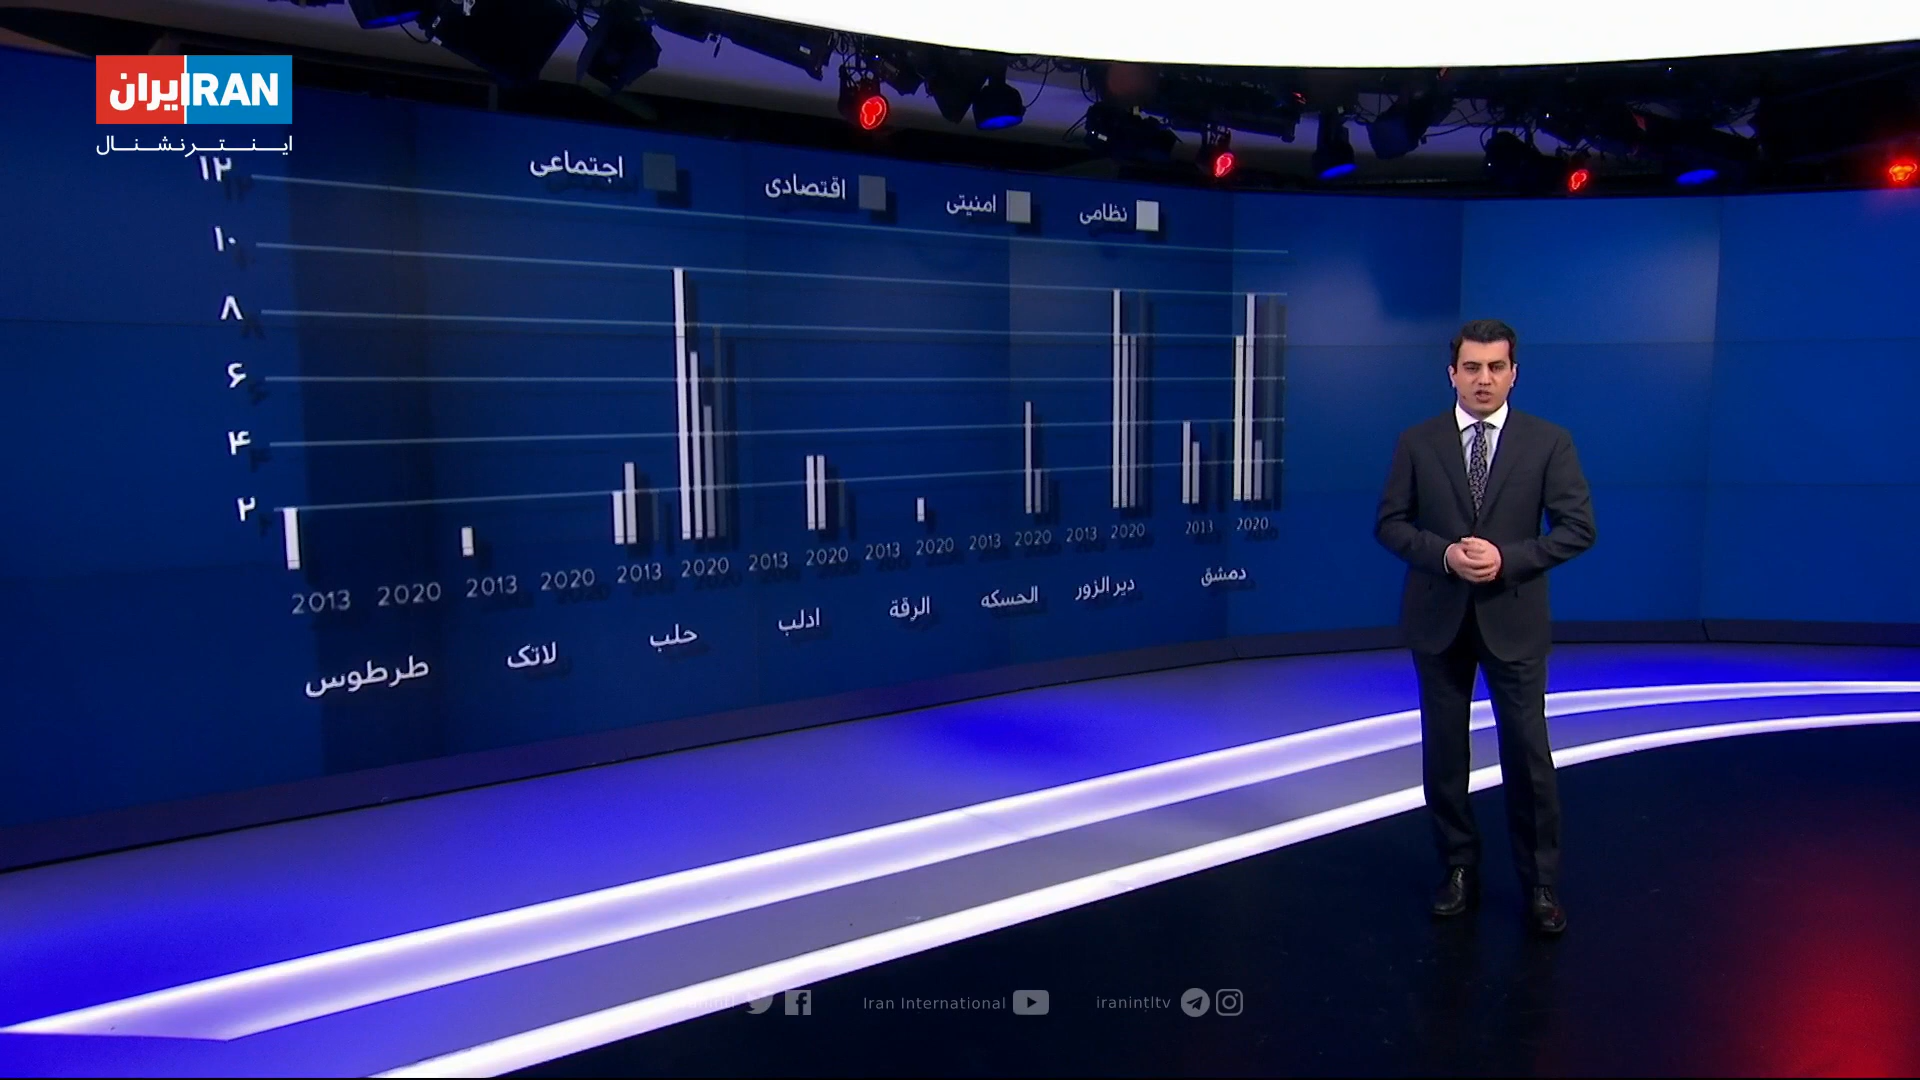 ایران IRAN
اینترنشنال
اجتماعی
اقتصادی
امنیتی
نظامی
۱۲
۱۰
۸
۶
۴
۲
2013 2020 2013 2020 2013 2020 2013 2020 2013 2020 2013 2020 2013 2020 2013 2020
طرطوس
لاتک
حلب
ادلب
الرقة
الحسکه
دیر الزور
دمشق
Iran International
iranintltv